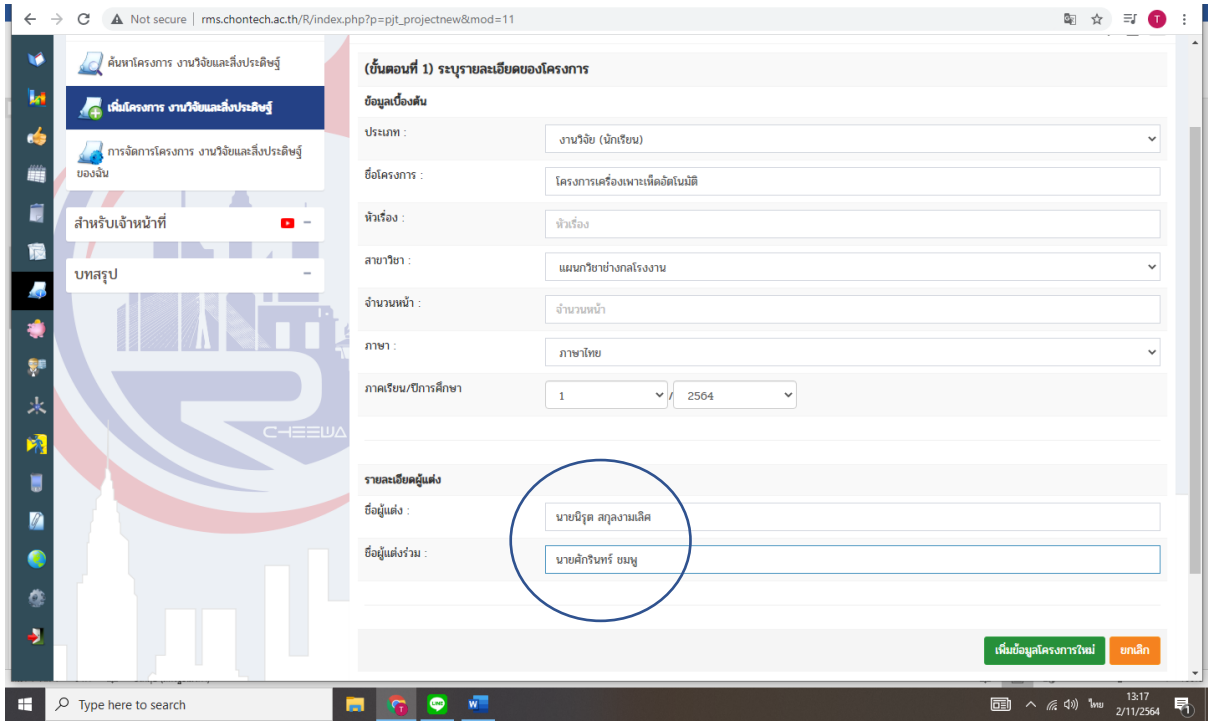 Not secure | rms.chontech.ac.th/R/index.php?p=pjt_projectnew&mod=11
T
ค้นหาโครงการ งานวิจัยและสิ่งประดิษฐ์
เพิ่มโครงการ งานวิจัยและสิ่งประดิษฐ์
การจัดการโครงการ งานวิจัยและสิ่งประดิษฐ์
ของฉัน
สำหรับเจ้าหน้าที่
บทสรุป
CHEEWA
(ขั้นตอนที่ 1) ระบุรายละเอียดของโครงการ
ข้อมูลเบื้องต้น
ประเภท : งานวิจัย (นักเรียน)
ชื่อโครงการ : โครงการเครื่องเพาะเห็ดอัตโนมัติ
หัวเรื่อง : หัวเรื่อง
สาขาวิชา : แผนกวิชาช่างกลโรงงาน
จำนวนหน้า : จำนวนหน้า
ภาษา : ภาษาไทย
ภาคเรียน/ปีการศึกษา 1 / 2564
รายละเอียดผู้แต่ง
ชื่อผู้แต่ง : นายนิรุต สกุลงามเลิศ
ชื่อผู้แต่งร่วม : นายศักรินทร์ ชมพู
เพิ่มข้อมูลโครงการใหม่ ยกเลิก
Type here to search
LINE
W
ไทย
13:17
2/11/2564